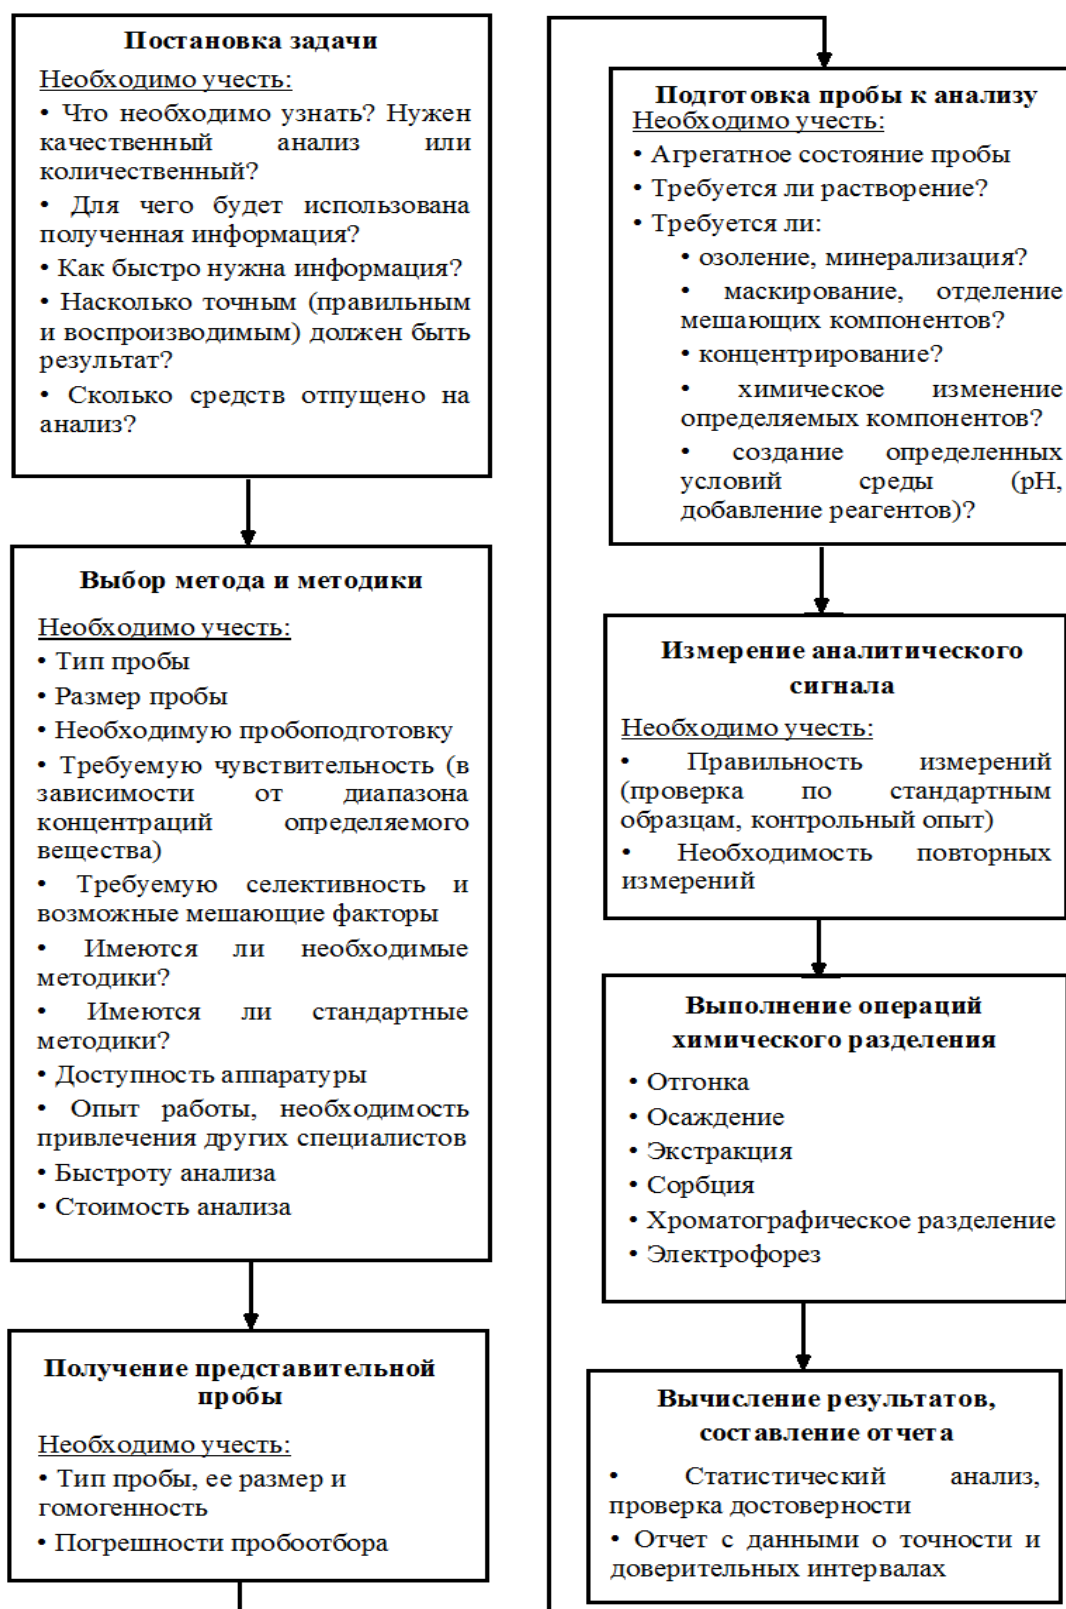 Постановка задачи
Необходимо учесть:
• Что необходимо узнать? Нужен
качественный анализ или
количественный?
• Для чего будет использована
полученная информация?
• Как быстро нужна информация?
• Насколько точным (правильным
и воспроизводимым) должен быть
результат?
• Сколько средств отпущено на
анализ?
Выбор метода и методики
Необходимо учесть:
• Тип пробы
• Размер пробы
• Необходимую пробоподготовку
• Требуемую чувствительность (в
зависимости от диапазона
концентраций определяемого
вещества)
• Требуемую селективность и
возможные мешающие факторы
• Имеются ли необходимые
методики?
• Имеются ли стандартные
методики?
• Доступность аппаратуры
• Опыт работы, необходимость
привлечения других специалистов
• Быстроту анализа
• Стоимость анализа
Получение представительной
пробы
Необходимо учесть:
• Тип пробы, ее размер и
гомогенность
• Погрешности пробоотбора
Подготовка пробы к анализу
Необходимо учесть:
• Агрегатное состояние пробы
• Требуется ли растворение?
• Требуется ли:
• озоление, минерализация?
• маскирование, отделение
мешающих компонентов?
• концентрирование?
• химическое изменение
определяемых компонентов?
• создание определенных
условий среды (pH,
добавление реагентов)?
Измерение аналитического
сигнала
Необходимо учесть:
• Правильность измерений
(проверка по стандартным
образцам, контрольный опыт)
• Необходимость повторных
измерений
Выполнение операций
химического разделения
• Отгонка
• Осаждение
• Экстракция
• Сорбция
• Хроматографическое разделение
• Электрофорез
Вычисление результатов,
составление отчета
• Статистический анализ,
проверка достоверности
• Отчет с данными о точности и
доверительных интервалах